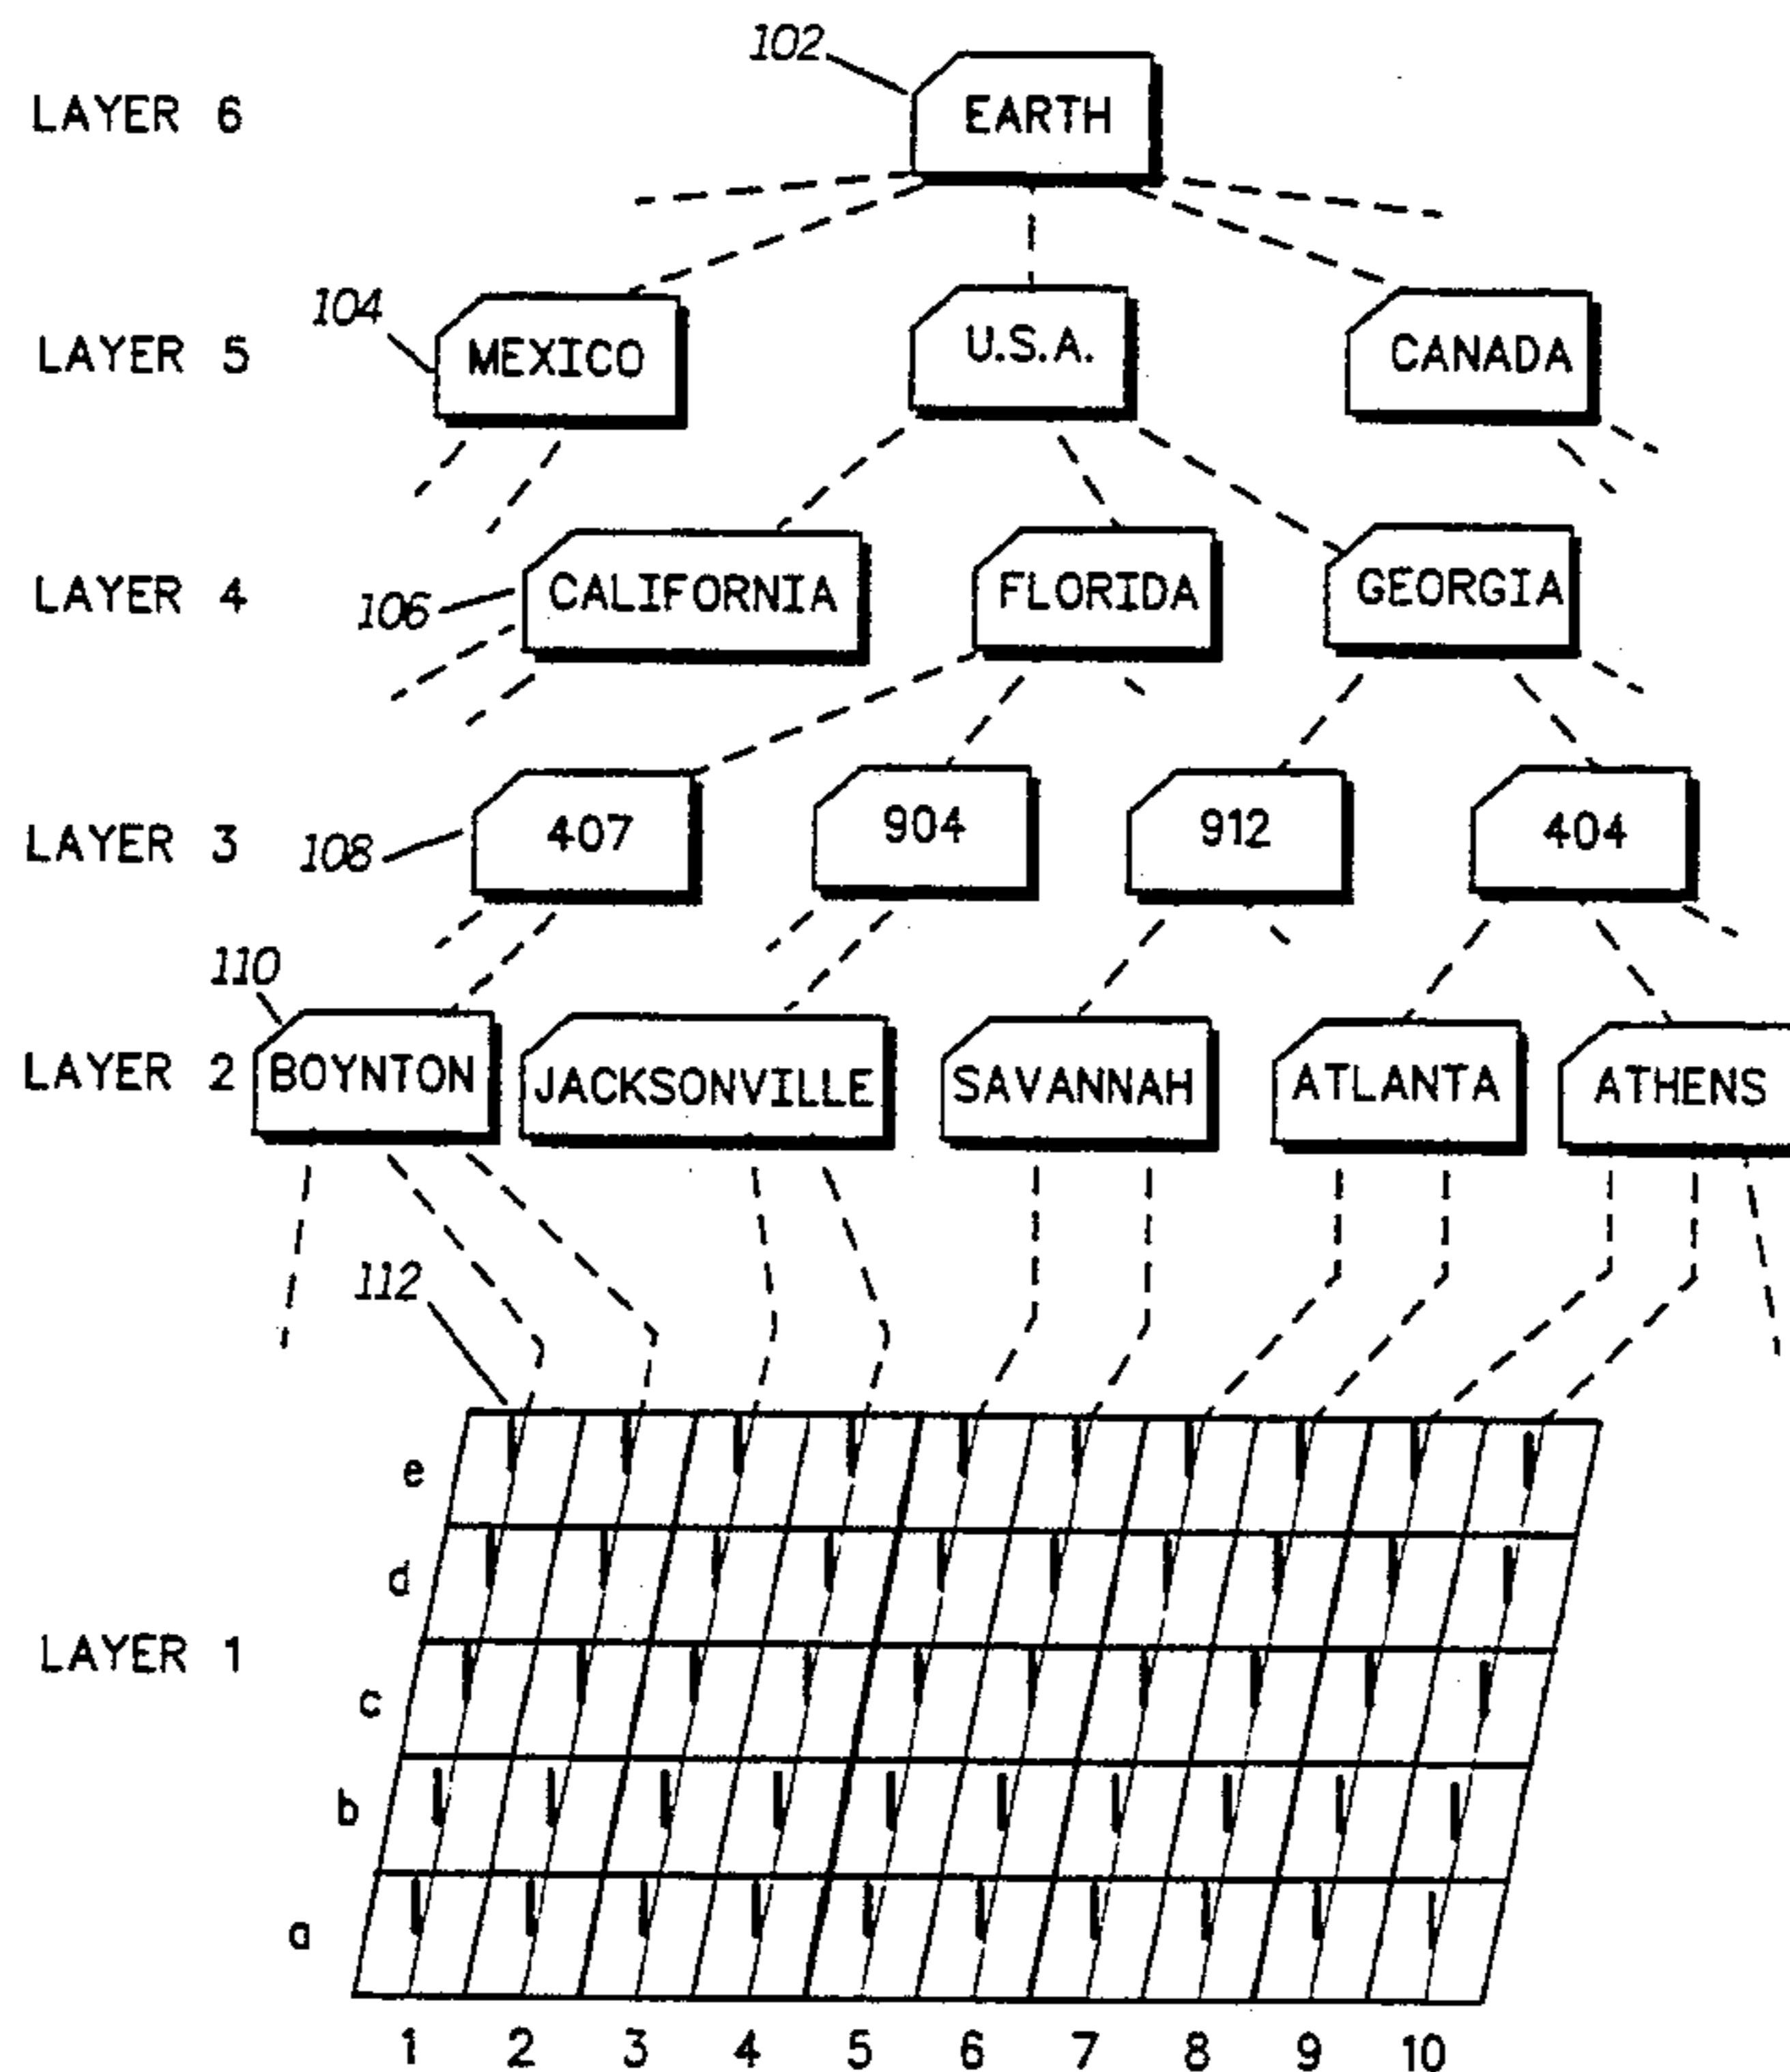 102
LAYER 6 EARTH
104
LAYER 5 MEXICO U.S.A. CANADA
LAYER 4 106 CALIFORNIA FLORIDA GEORGIA
LAYER 3 108 407 904 912 404
110
LAYER 2 BOYNTON JACKSONVILLE SAVANNAH ATLANTA ATHENS
112
e
d
LAYER 1
c
b
a
1 2 3 4 5 6 7 8 9 10